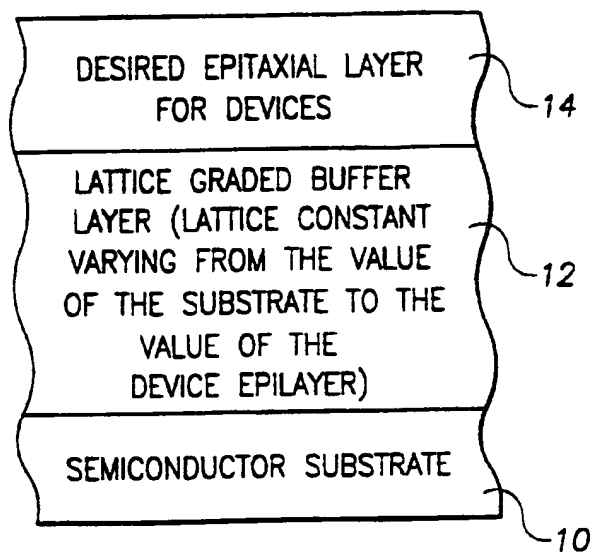 DESIRED EPITAXIAL LAYER
FOR DEVICES
14
LATTICE GRADED BUFFER
LAYER (LATTICE CONSTANT
VARYING FROM THE VALUE
OF THE SUBSTRATE TO THE
VALUE OF THE
DEVICE EPILAYER)
12
SEMICONDUCTOR SUBSTRATE
10